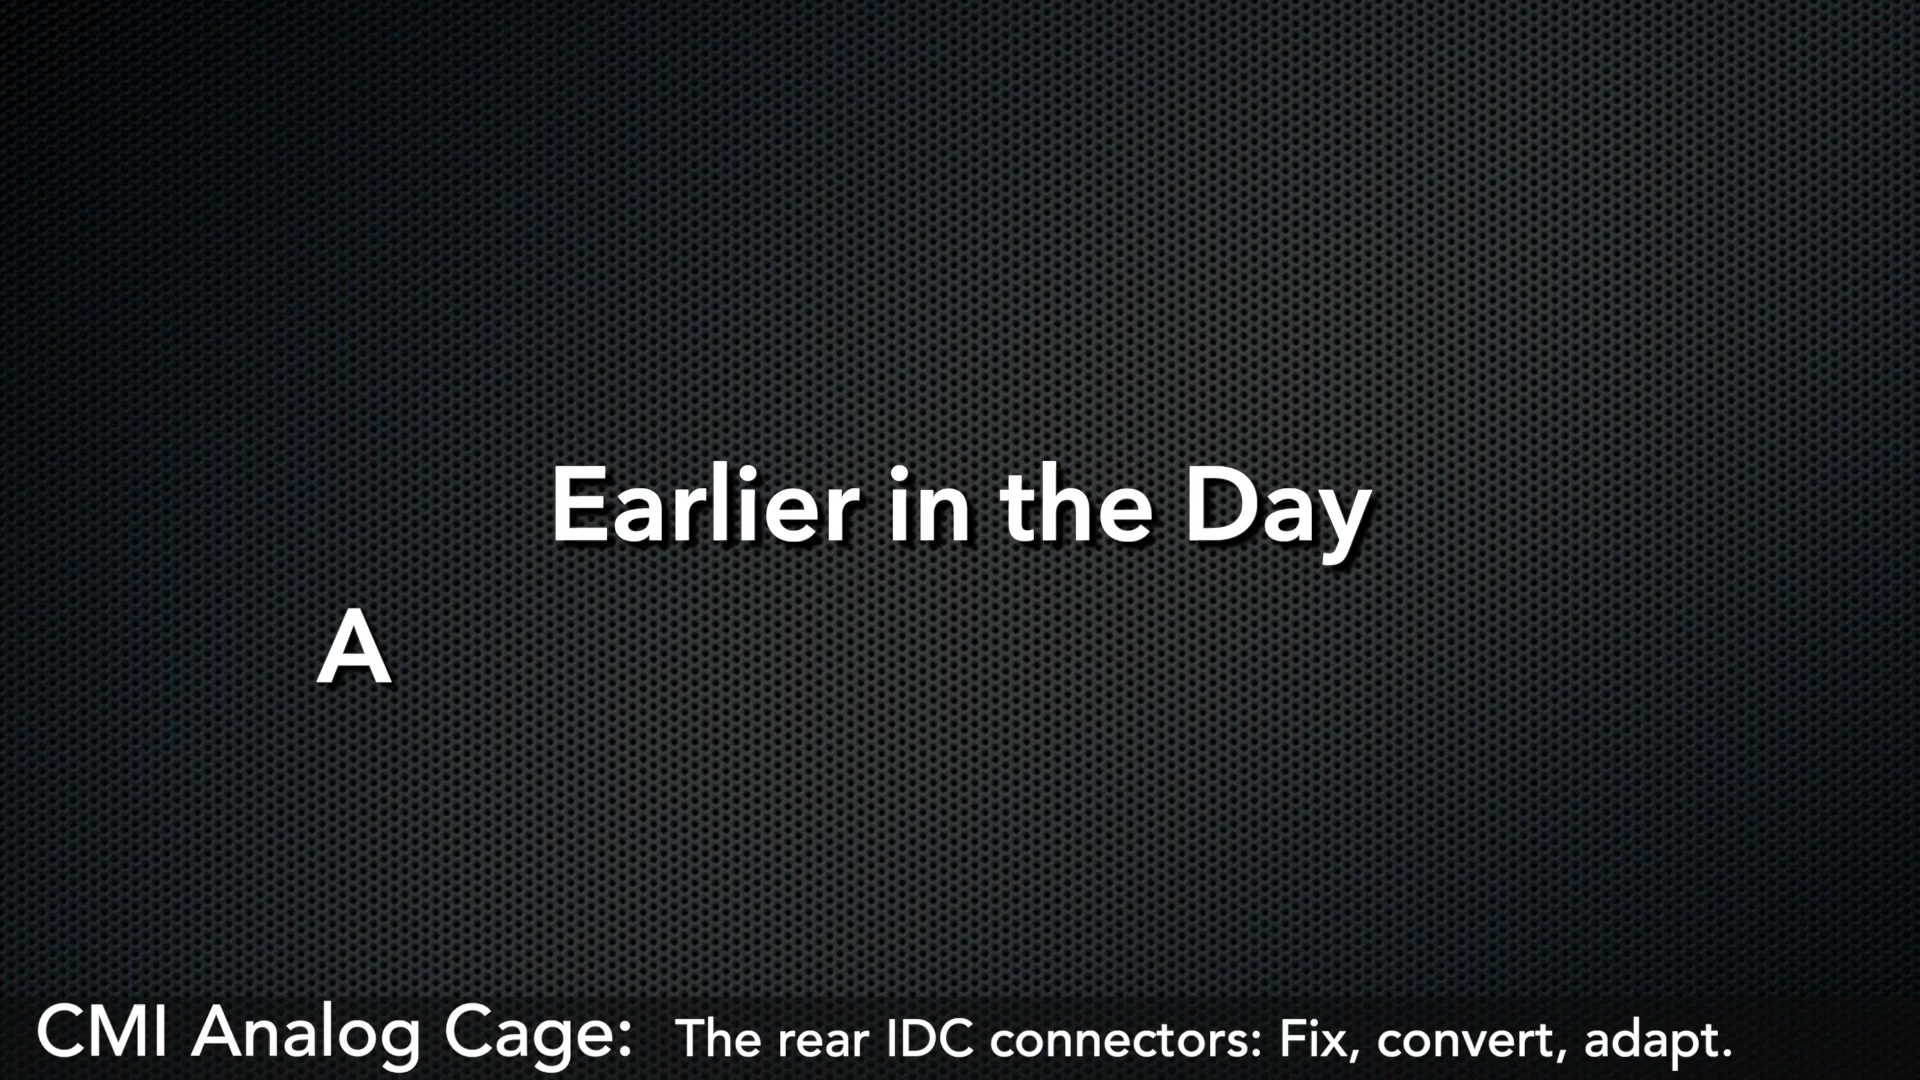 Earlier in the Day
A
CMI Analog Cage: The rear IDC connectors: Fix, convert, adapt.